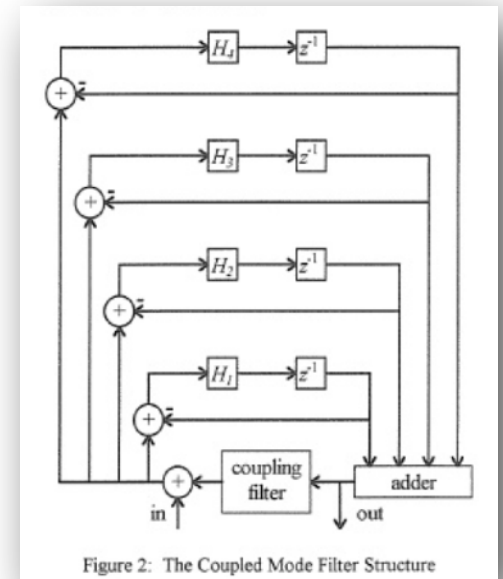 H₄ z⁻¹
+ -
H₃ z⁻¹
+ -
H₂ z⁻¹
+ -
H₁ z⁻¹
+ -
+ coupling adder
filter
in out
Figure 2: The Coupled Mode Filter Structure